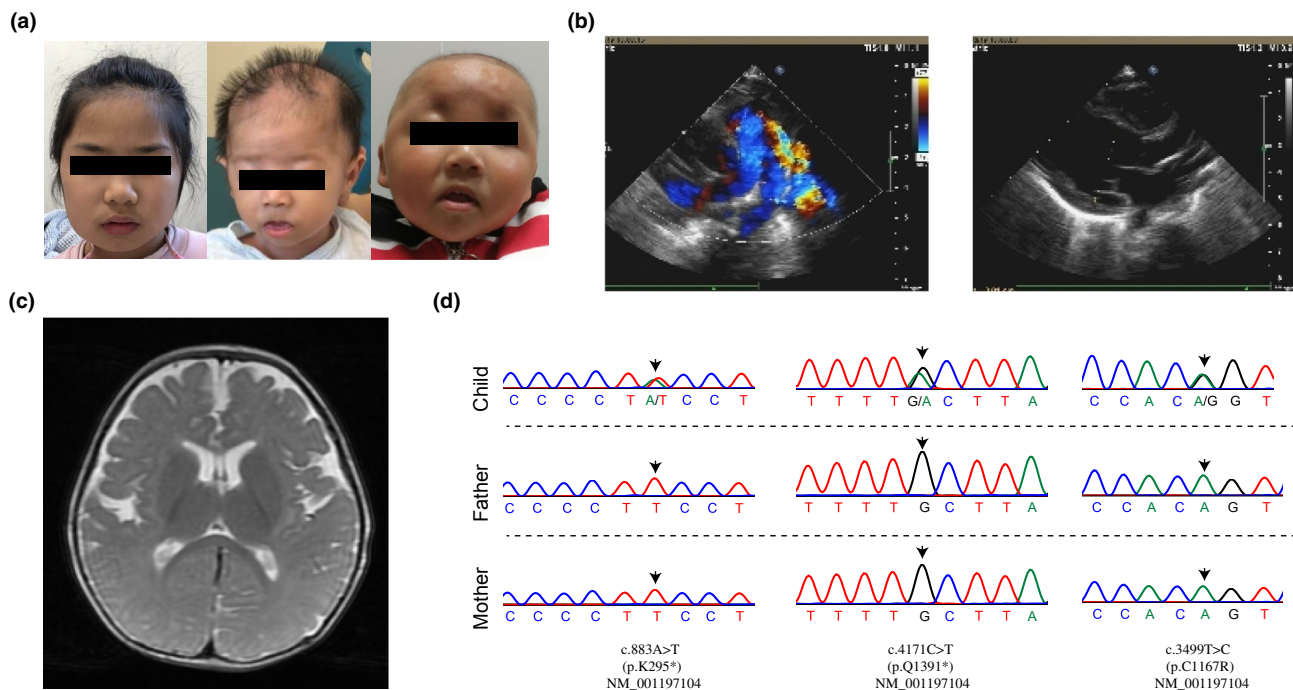 (a)
(b)
(c)
(d)
Child
C C C C T A/T C C T
T T T T G/A C T T A
C C A C A/G G T
Father
C C C C T T C C T
T T T T G C T T A
C C A C A G T
Mother
C C C C T T C C T
T T T T G C T T A
C C A C A G T
c.883A>T
(p.K295*)
NM_001197104
c.4171C>T
(p.Q1391*)
NM_001197104
c.3499T>C
(p.C1167R)
NM_001197104